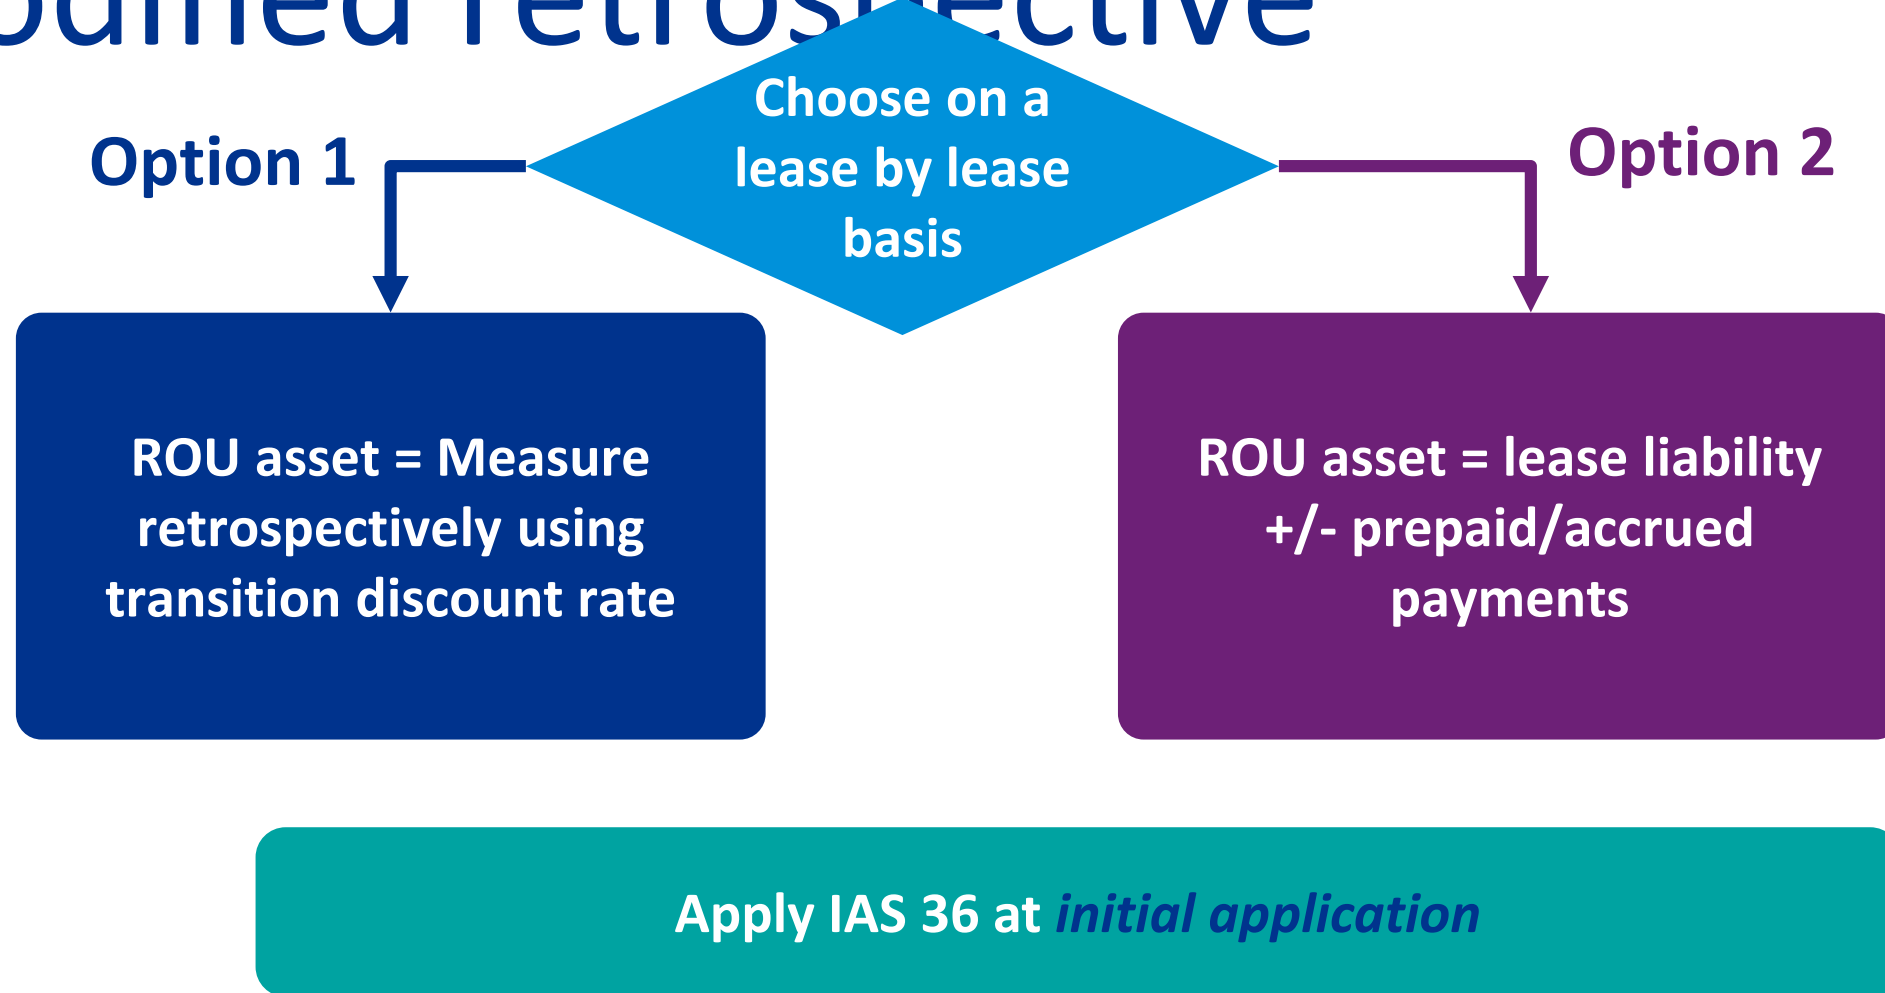 retrospective
Choose on a
lease by lease
basis
Option 1
Option 2
ROU asset = Measure
retrospectively using
transition discount rate
ROU asset = lease liability
+/- prepaid/accrued
payments
Apply IAS 36 at initial application